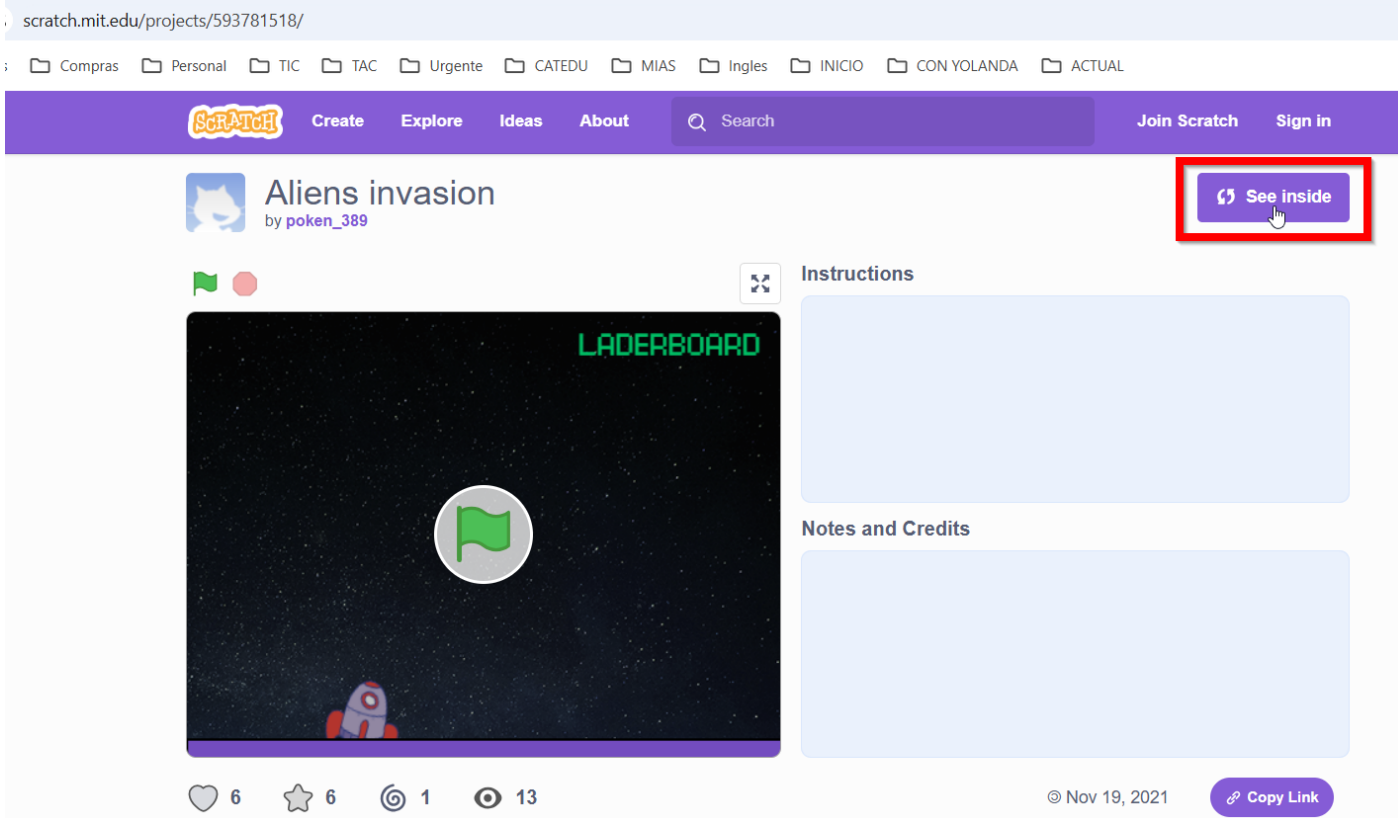 scratch.mit.edu/projects/593781518/
Compras Personal TIC TAC Urgente CATEDU MIAS Ingles INICIO CON YOLANDA ACTUAL
SCRATCH Create Explore Ideas About Search Join Scratch Sign in
Aliens invasion
by poken_389
See inside
Instructions
LADERBOARD
Notes and Credits
6 6 1 13 Nov 19, 2021 Copy Link